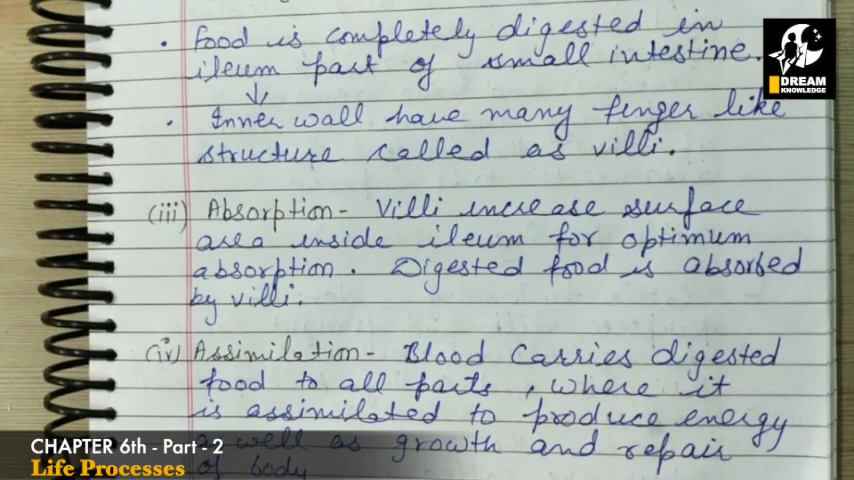 • Food is completely digested in
ileum part of small intestine.
↓
• Inner wall have many finger like
structure called as villi.
(iii) Absorption - Villi increase surface
area inside ileum for optimum
absorption. Digested food is absorbed
by villi.
(iv) Assimilation - Blood carries digested
food to all parts, where it
is assimilated to produce energy
as well as growth and repair
of body
DREAM
KNOWLEDGE
CHAPTER 6th - Part - 2
Life Processes